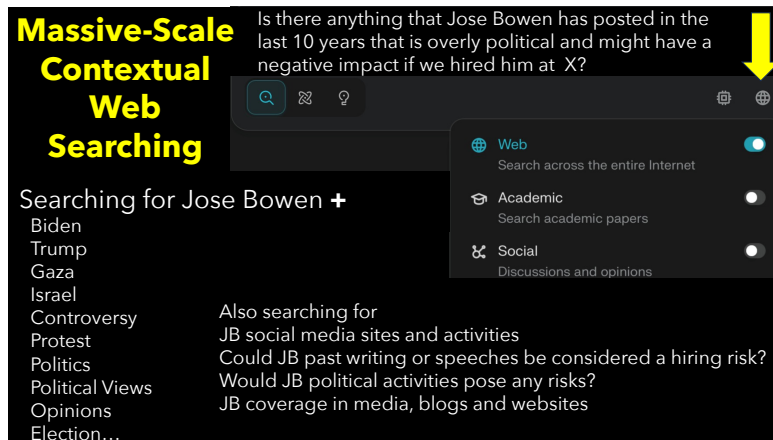 Massive-Scale
Contextual
Web
Searching
Is there anything that Jose Bowen has posted in the
last 10 years that is overly political and might have a
negative impact if we hired him at X?
Web
Search across the entire Internet
Academic
Search academic papers
Social
Discussions and opinions
Searching for Jose Bowen +
Biden
Trump
Gaza
Israel
Controversy
Protest
Politics
Political Views
Opinions
Election…
Also searching for
JB social media sites and activities
Could JB past writing or speeches be considered a hiring risk?
Would JB political activities pose any risks?
JB coverage in media, blogs and websites